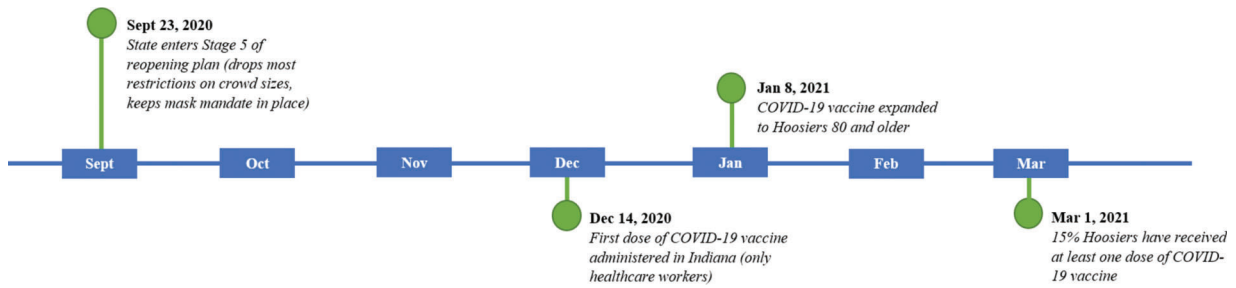 Sept 23, 2020
State enters Stage 5 of
reopening plan (drops most
restrictions on crowd sizes,
keeps mask mandate in place)
Jan 8, 2021
COVID-19 vaccine expanded
to Hoosiers 80 and older
Sept
Oct
Nov
Dec
Jan
Feb
Mar
Dec 14, 2020
First dose of COVID-19 vaccine
administered in Indiana (only
healthcare workers)
Mar 1, 2021
15% Hoosiers have received
at least one dose of COVID-
19 vaccine